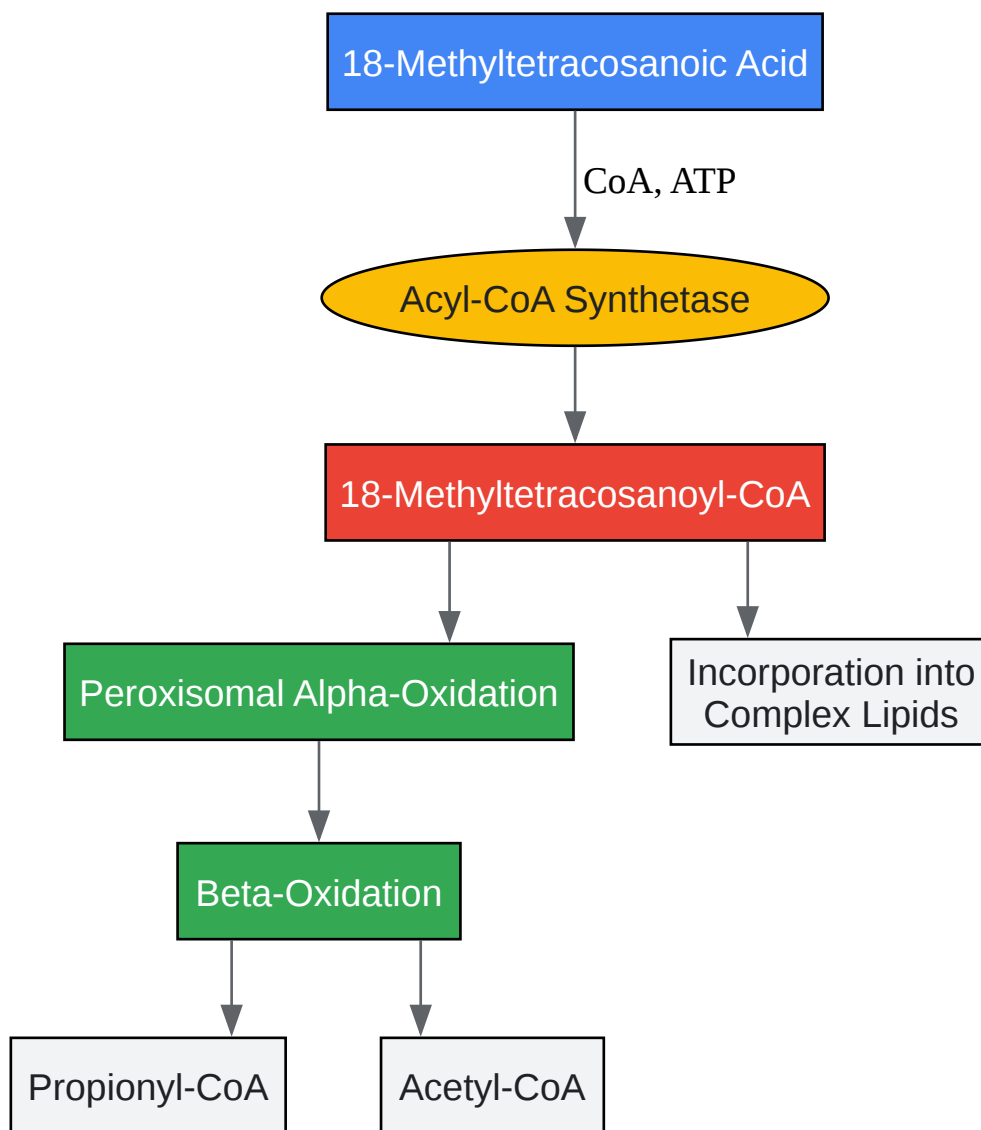 18-Methyltetracosanoic Acid
CoA, ATP
Acyl-CoA Synthetase
18-Methyltetracosanoyl-CoA
Peroxisomal Alpha-Oxidation
Incorporation into
Complex Lipids
Beta-Oxidation
Propionyl-CoA
Acetyl-CoA